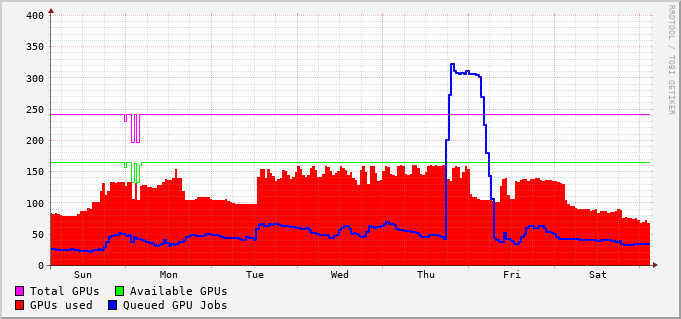 400
350
300
250
200
150
100
50
0
Sun Mon Tue Wed Thu Fri Sat
Total GPUs Available GPUs
GPUs used Queued GPU Jobs
RRDTOOL / TOBI OETIKER